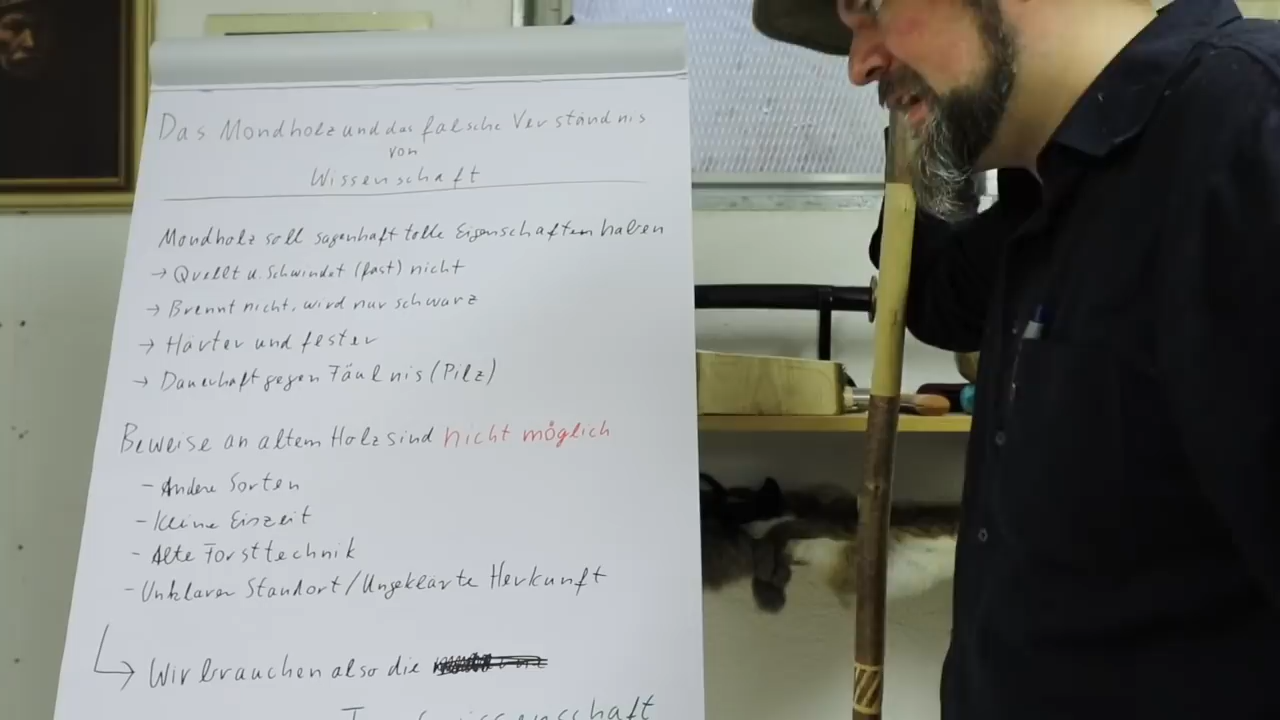 Das Mondholz und das falsche Verständnis
von
Wissenschaft
Mondholz soll sagenhaft tolle Eigenschaften haben
→ Quellt u. Schwindet (fast) nicht
→ Brennt nicht, wird nur schwarz
→ Härter und fester
→ Dauerhaft gegen Fäulnis (Pilz)
Beweise an altem Holz sind nicht möglich
- Andere Sorten
- Keine Eiszeit
- Alte Forsttechnik
- Unklarer Standort/Ungeklärte Herkunft
Wir brauchen also die